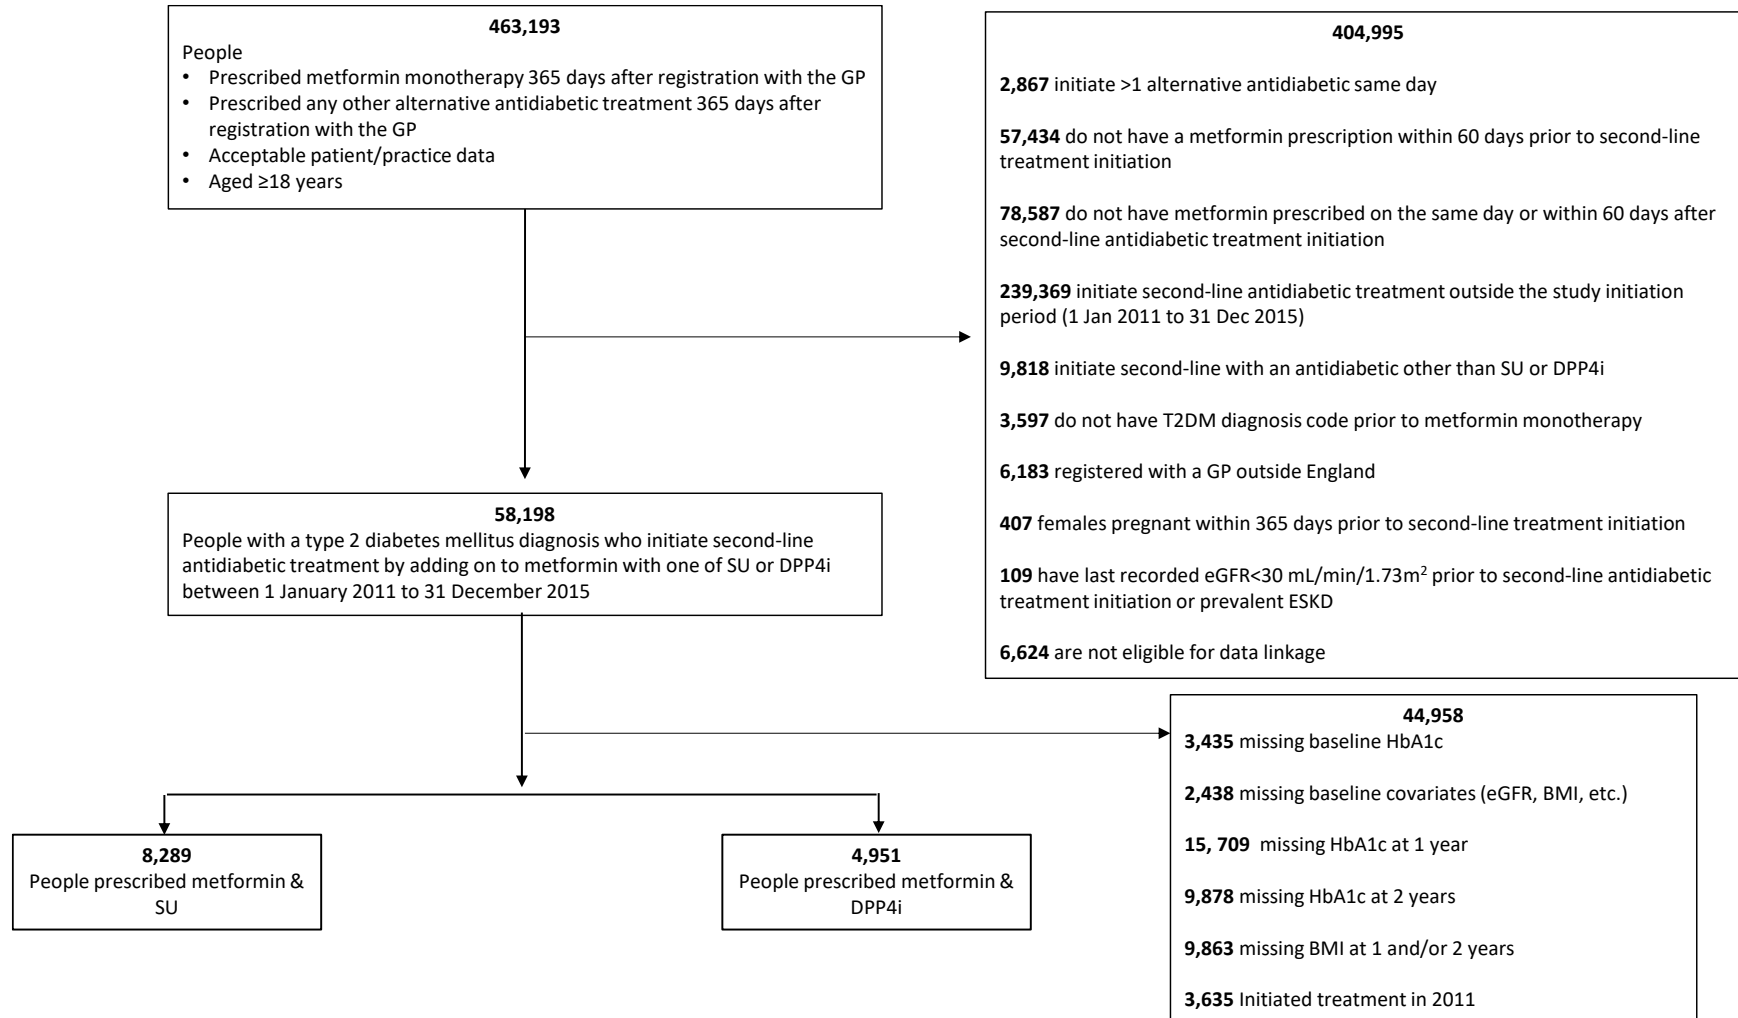 463,193
People
• Prescribed metformin monotherapy 365 days after registration with the GP
• Prescribed any other alternative antidiabetic treatment 365 days after
registration with the GP
• Acceptable patient/practice data
• Aged ≥18 years
404,995
2,867 initiate >1 alternative antidiabetic same day
57,434 do not have a metformin prescription within 60 days prior to second-line
treatment initiation
78,587 do not have metformin prescribed on the same day or within 60 days after
second-line antidiabetic treatment initiation
239,369 initiate second-line antidiabetic treatment outside the study initiation
period (1 Jan 2011 to 31 Dec 2015)
9,818 initiate second-line with an antidiabetic other than SU or DPP4i
3,597 do not have T2DM diagnosis code prior to metformin monotherapy
6,183 registered with a GP outside England
407 females pregnant within 365 days prior to second-line treatment initiation
109 have last recorded eGFR<30 mL/min/1.73m² prior to second-line antidiabetic
treatment initiation or prevalent ESKD
6,624 are not eligible for data linkage
58,198
People with a type 2 diabetes mellitus diagnosis who initiate second-line
antidiabetic treatment by adding on to metformin with one of SU or DPP4i
between 1 January 2011 to 31 December 2015
44,958
3,435 missing baseline HbA1c
2,438 missing baseline covariates (eGFR, BMI, etc.)
15, 709 missing HbA1c at 1 year
9,878 missing HbA1c at 2 years
9,863 missing BMI at 1 and/or 2 years
3,635 Initiated treatment in 2011
8,289
People prescribed metformin &
SU
4,951
People prescribed metformin &
DPP4i